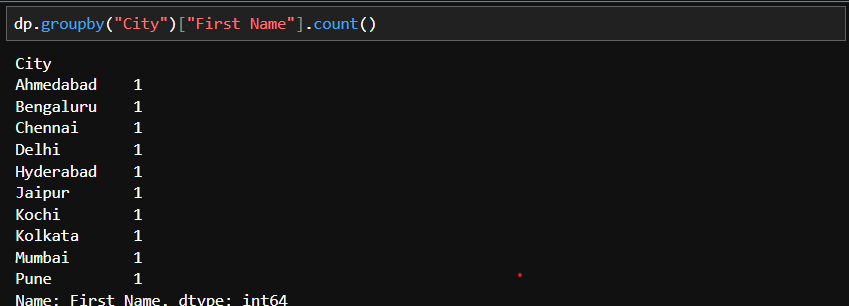 dp.groupby("City")["First Name"].count()
City
Ahmedabad    1
Bengaluru    1
Chennai      1
Delhi        1
Hyderabad    1
Jaipur       1
Kochi        1
Kolkata      1
Mumbai       1
Pune         1
Name: First Name, dtype: int64